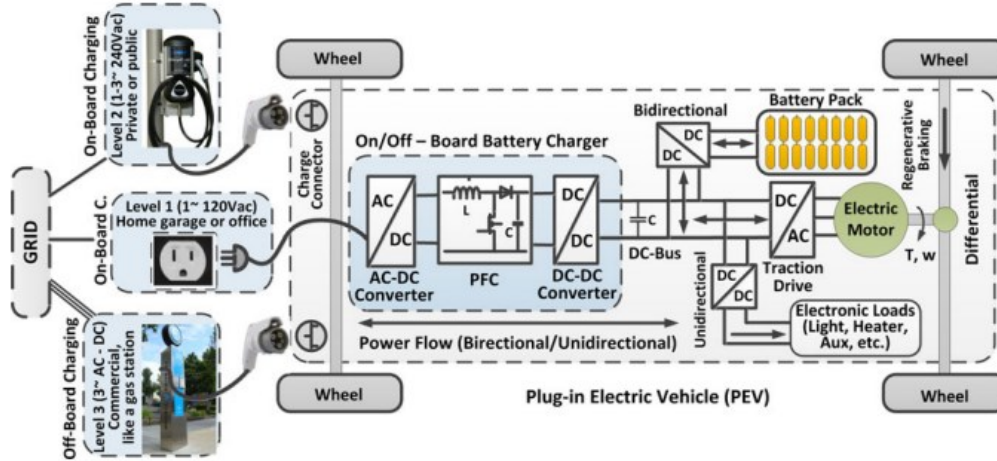 GRID
On-Board Charging
Level 2 (1-3~ 240Vac)
Private or public
On-Board C.
Level 1 (1~ 120Vac)
Home garage or office
Off-Board Charging
Level 3 (3~ AC - DC)
Commercial,
like a gas station
Wheel
Wheel
Charge
Connector
On/Off – Board Battery Charger
AC
DC
AC-DC
Converter
L
C
PFC
DC
DC
DC-DC
Converter
Power Flow (Birectional/Unidirectional)
C
DC-Bus
Bidirectional
DC
DC
Battery Pack
Unidirectional
DC
DC
Electronic Loads
(Light, Heater,
Aux, etc.)
DC
AC
Traction
Drive
Electric
Motor
T, w
Regenerative
Braking
Differential
Wheel
Wheel
Plug-in Electric Vehicle (PEV)